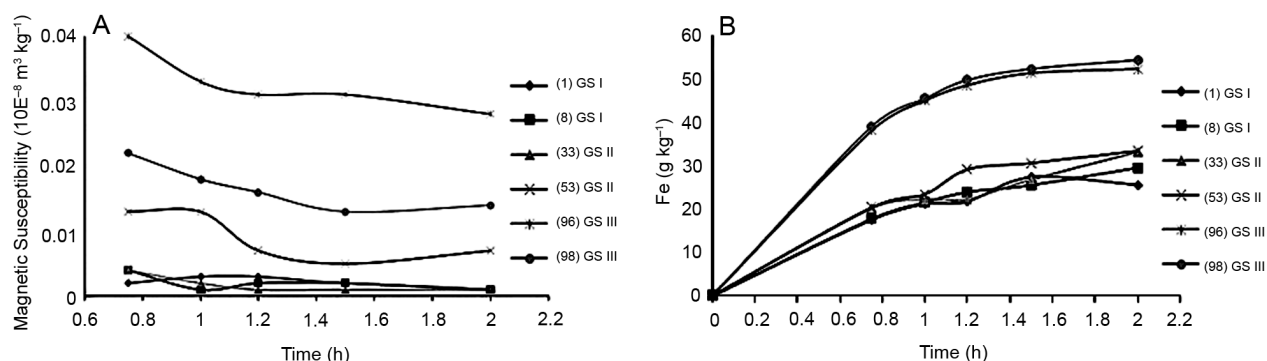 A
Magnetic Susceptibility (10E⁻⁸ m³ kg⁻¹)
0.04
0.03
0.02
0.01
0
0.6 0.8 1 1.2 1.4 1.6 1.8 2 2.2
Time (h)
(1) GS I
(8) GS I
(33) GS II
(53) GS II
(96) GS III
(98) GS III
B
Fe (g kg⁻¹)
60
50
40
30
20
10
0
0 0.2 0.4 0.6 0.8 1 1.2 1.4 1.6 1.8 2 2.2
Time (h)
(1) GS I
(8) GS I
(33) GS II
(53) GS II
(96) GS III
(98) GS III